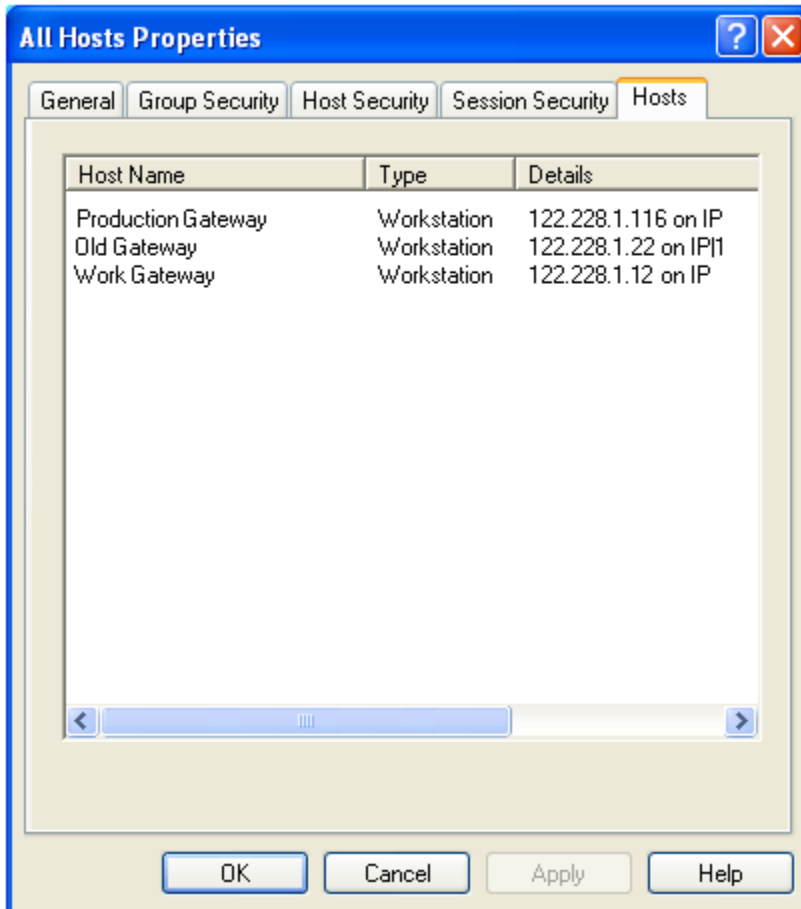 All Hosts Properties
General Group Security Host Security Session Security Hosts
Host Name Type Details
Production Gateway Workstation 122.228.1.116 on IP
Old Gateway Workstation 122.228.1.22 on IP|1
Work Gateway Workstation 122.228.1.12 on IP
OK Cancel Apply Help